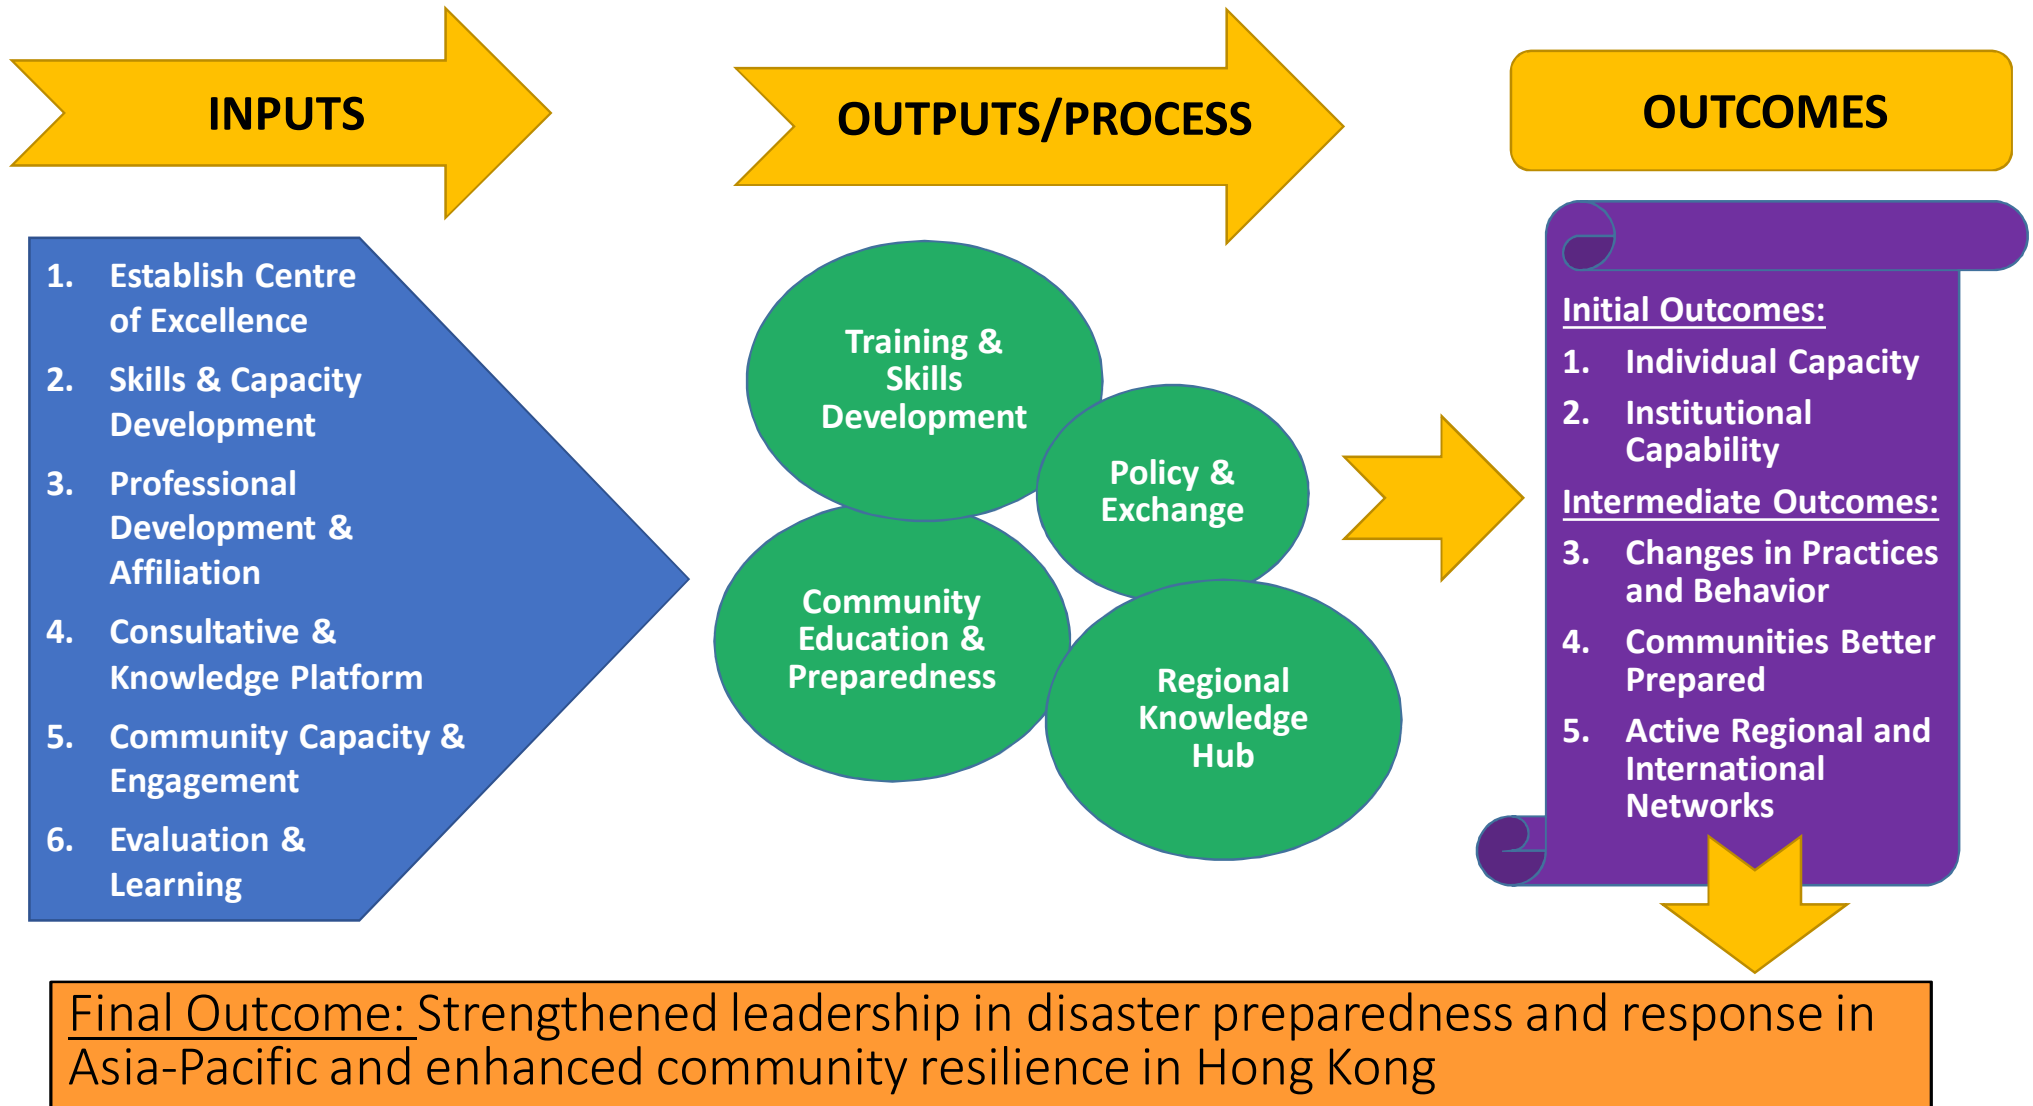 INPUTS
OUTPUTS/PROCESS
OUTCOMES
1. Establish Centre
of Excellence
2. Skills & Capacity
Development
3. Professional
Development &
Affiliation
4. Consultative &
Knowledge Platform
5. Community Capacity &
Engagement
6. Evaluation &
Learning
Training &
Skills
Development
Policy &
Exchange
Community
Education &
Preparedness
Regional
Knowledge
Hub
Initial Outcomes:
1. Individual Capacity
2. Institutional
Capability
Intermediate Outcomes:
3. Changes in Practices
and Behavior
4. Communities Better
Prepared
5. Active Regional and
International
Networks
Final Outcome: Strengthened leadership in disaster preparedness and response in
Asia-Pacific and enhanced community resilience in Hong Kong